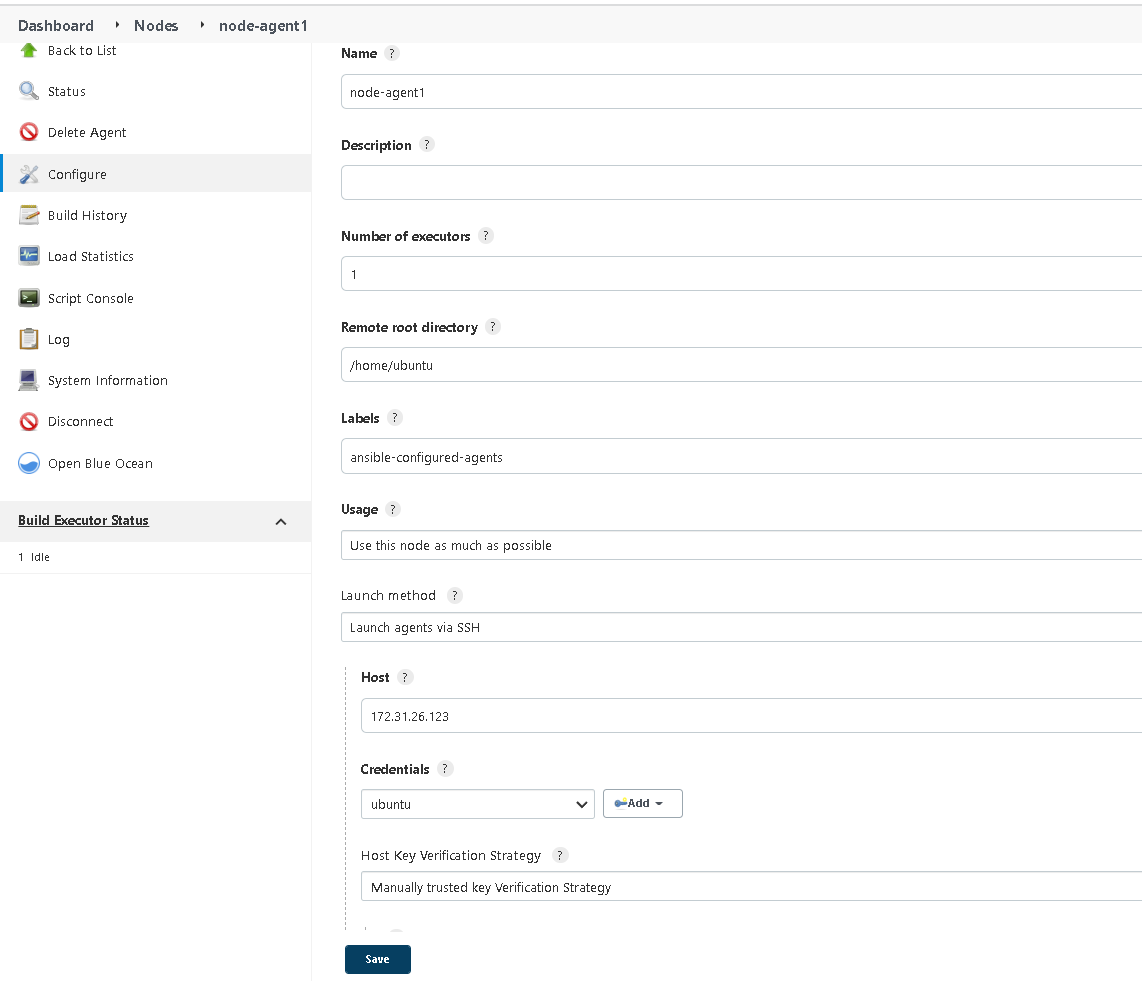 Dashboard
Nodes
node-agent1
Back to List
Status
Delete Agent
Configure
Build History
Load Statistics
Script Console
Log
System Information
Disconnect
Open Blue Ocean
Build Executor Status
1 Idle
Name ?
node-agent1
Description ?
Number of executors ?
1
Remote root directory ?
/home/ubuntu
Labels ?
ansible-configured-agents
Usage ?
Use this node as much as possible
Launch method ?
Launch agents via SSH
Host ?
172.31.26.123
Credentials ?
ubuntu
Add
Host Key Verification Strategy ?
Manually trusted key Verification Strategy
Save